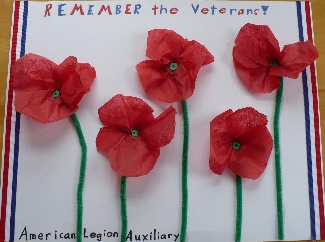 REMEMBER the Veterans!
American Legion Auxiliary